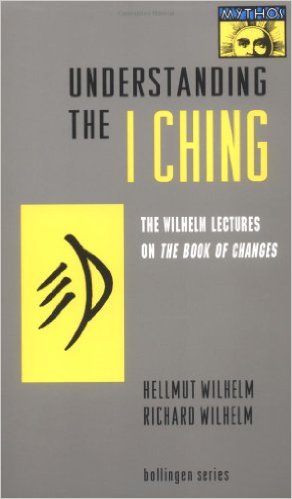 MYTHOS
UNDERSTANDING
THE I CHING
THE WILHELM LECTURES
ON THE BOOK OF CHANGES
HELLMUT WILHELM
RICHARD WILHELM
bollingen series